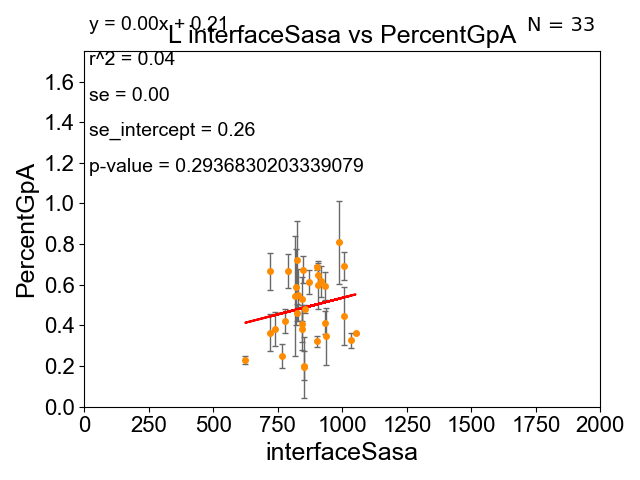 y = 0.00x + 0.21
N = 33
L interfaceSasa vs PercentGpA
r^2 = 0.04
se = 0.00
se_intercept = 0.26
p-value = 0.2936830203339079
PercentGpA
1.6
1.4
1.2
1.0
0.8
0.6
0.4
0.2
0.0
0 250 500 750 1000 1250 1500 1750 2000
interfaceSasa